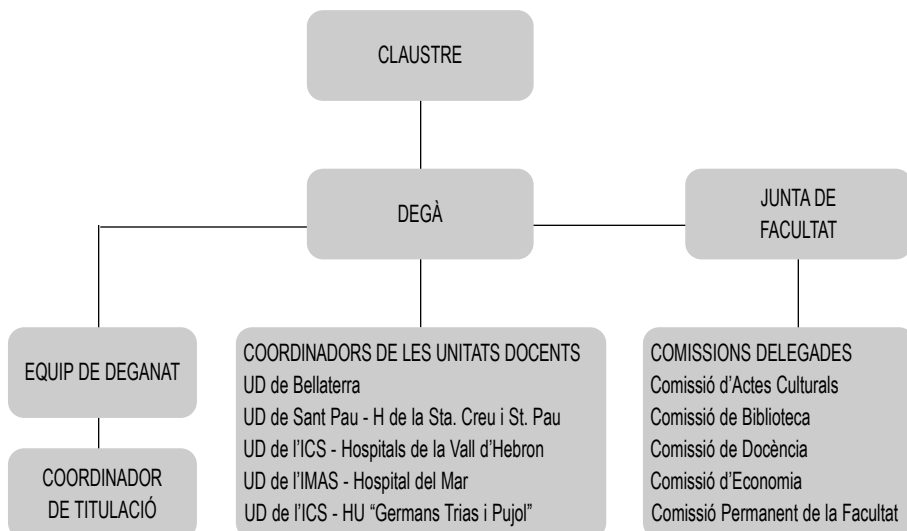 CLAUSTRE
DEGÀ
JUNTA DE
FACULTAT
EQUIP DE DEGANAT
COORDINADOR
DE TITULACIÓ
COORDINADORS DE LES UNITATS DOCENTS
UD de Bellaterra
UD de Sant Pau - H de la Sta. Creu i St. Pau
UD de l’ICS - Hospitals de la Vall d’Hebron
UD de l’IMAS - Hospital del Mar
UD de l’ICS - HU “Germans Trias i Pujol”
COMISSIONS DELEGADES
Comissió d’Actes Culturals
Comissió de Biblioteca
Comissió de Docència
Comissió d’Economia
Comissió Permanent de la Facultat